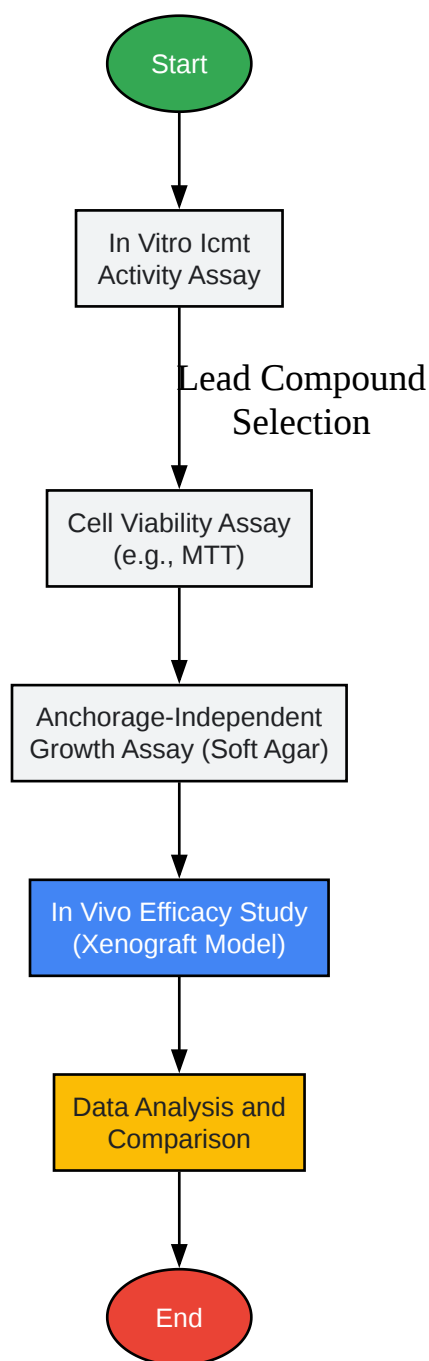 Start
In Vitro Icmt
Activity Assay
Lead Compound
Selection
Cell Viability Assay
(e.g., MTT)
Anchorage-Independent
Growth Assay (Soft Agar)
In Vivo Efficacy Study
(Xenograft Model)
Data Analysis and
Comparison
End